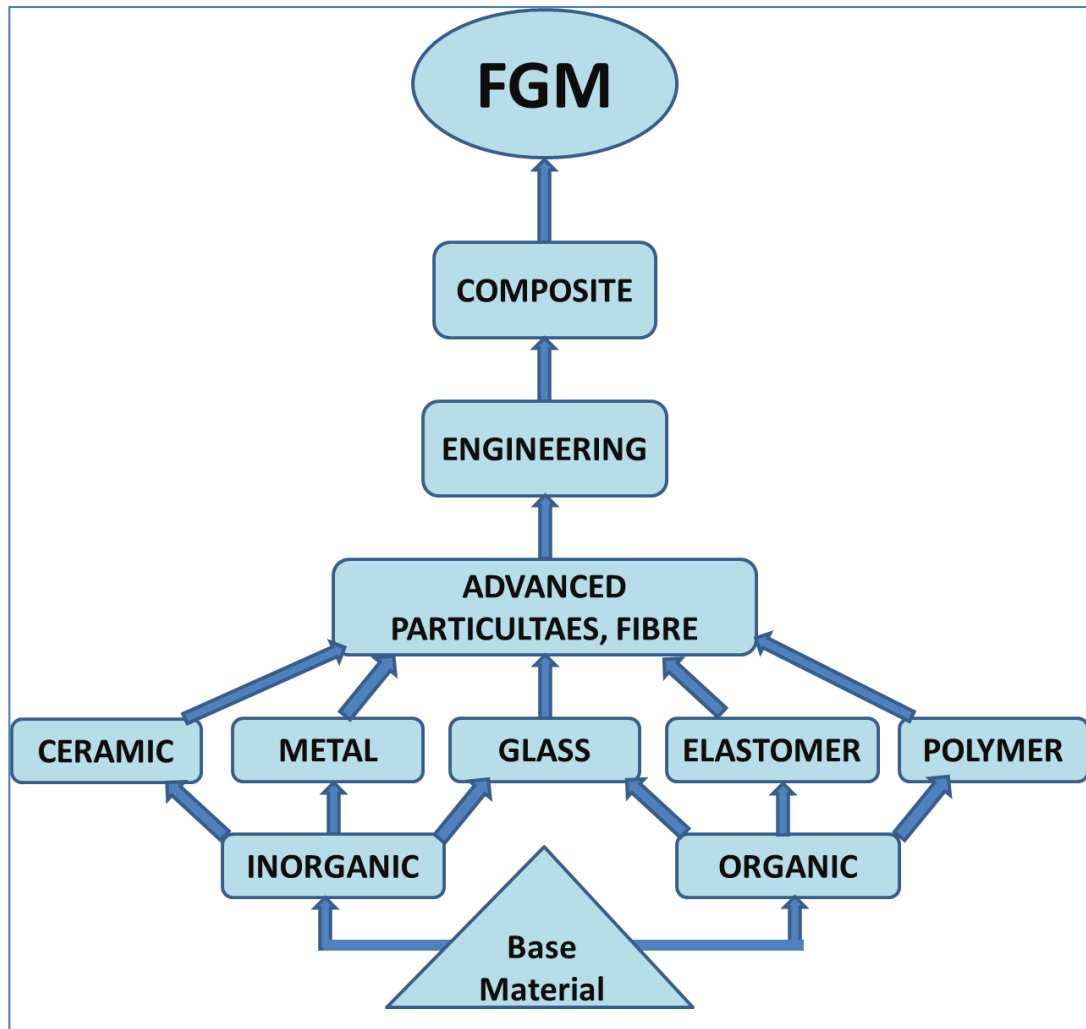 FGM
COMPOSITE
ENGINEERING
ADVANCED
PARTICULTAES, FIBRE
CERAMIC
METAL
GLASS
ELASTOMER
POLYMER
INORGANIC
ORGANIC
Base
Material